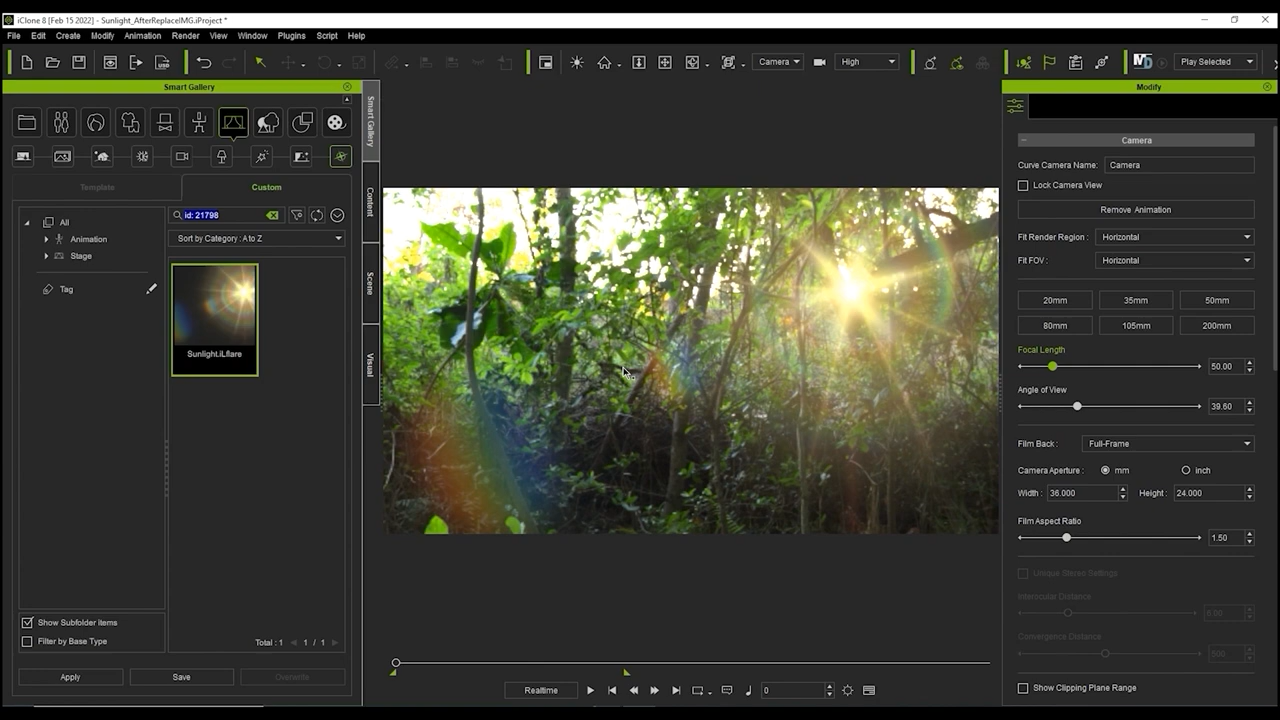 iClone 8 [Feb 15 2022] - Sunlight_AfterReplaceIMG.iProject *
File Edit Create Modify Animation Render View Window Plugins Script Help
Camera High Play Selected
Smart Gallery
Template Custom
id: 21798
Sort by Category : A to Z
All
Animation
Stage
Tag
SunlighLiLflare
Show Subfolder Items
Filter by Base Type
Total : 1 1 / 1
Apply Save Overwrite
Smart Gallery
Content
Scene
Visual
Realtime 0
Modify
Camera
Curve Camera Name: Camera
Lock Camera View
Remove Animation
Fit Render Region : Horizontal
Fit FOV : Horizontal
20mm 35mm 50mm
80mm 105mm 200mm
Focal Length
50.00
Angle of View
39.60
Film Back : Full-Frame
Camera Aperture : mm inch
Width : 36.000 Height : 24.000
Film Aspect Ratio
1.50
Unique Stereo Settings
Interocular Distance
Convergence Distance
Show Clipping Plane Range